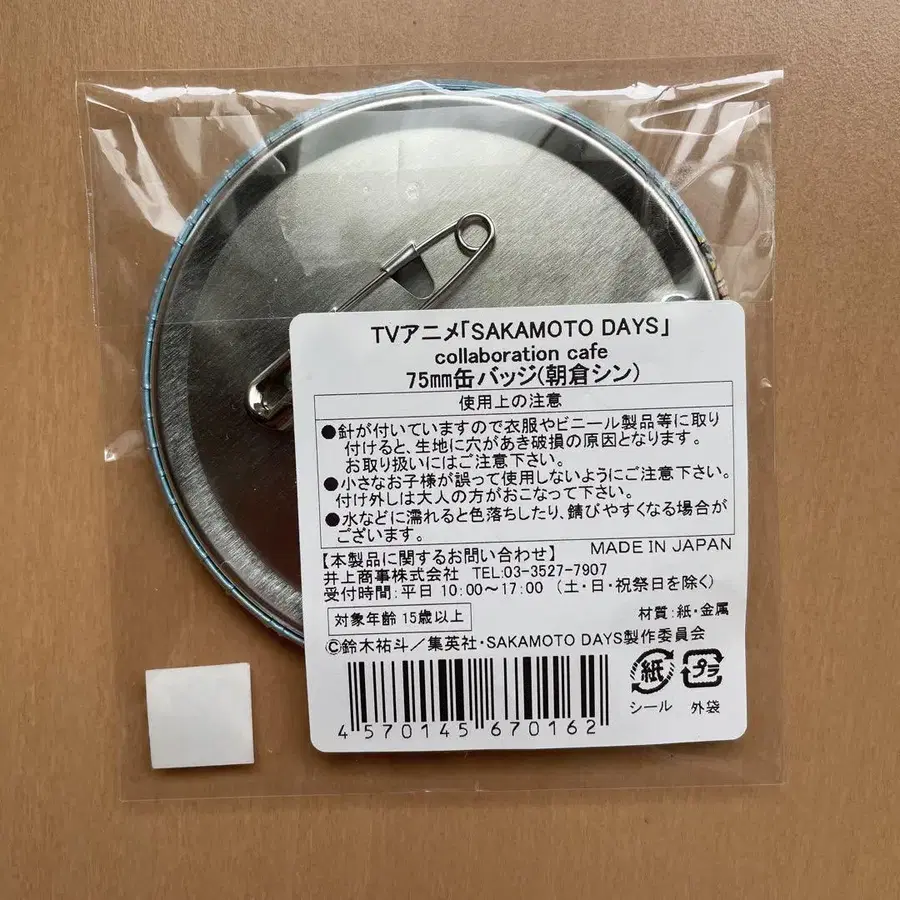 TVアニメ「SAKAMOTO DAYS」
collaboration cafe
75mm缶バッジ(朝倉シン)
使用上の注意
●針が付いていますので衣服やビニール製品等に取り
付けると、生地に穴があき破損の原因となります。
お取り扱いにはご注意下さい。
●小さなお子様が誤って使用しないようにご注意下さい。
付け外しは大人の方がおこなって下さい。
●水などに濡れると色落ちしたり、錆びやすくなる場合が
ございます。
【本製品に関するお問い合わせ】 MADE IN JAPAN
井上商事株式会社 TEL:03-3527-7907
受付時間:平日 10:00～17:00 (土・日・祝祭日を除く)
対象年齢 15歳以上 材質:紙・金属
©鈴木祐斗／集英社・SAKAMOTO DAYS製作委員会
紙 プラ
シール 外袋
4 570145 670162